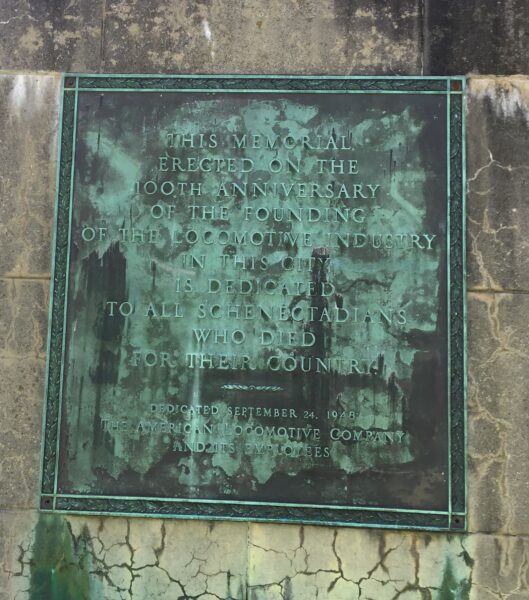 THIS MEMORIAL
ERECTED ON THE
100TH ANNIVERSARY
OF THE FOUNDING
OF THE LOCOMOTIVE INDUSTRY
IN THIS CITY
IS DEDICATED
TO ALL SCHENECTADIANS
WHO DIED
FOR THEIR COUNTRY
DEDICATED SEPTEMBER 24, 1948
THE AMERICAN LOCOMOTIVE COMPANY
AND ITS EMPLOYEES